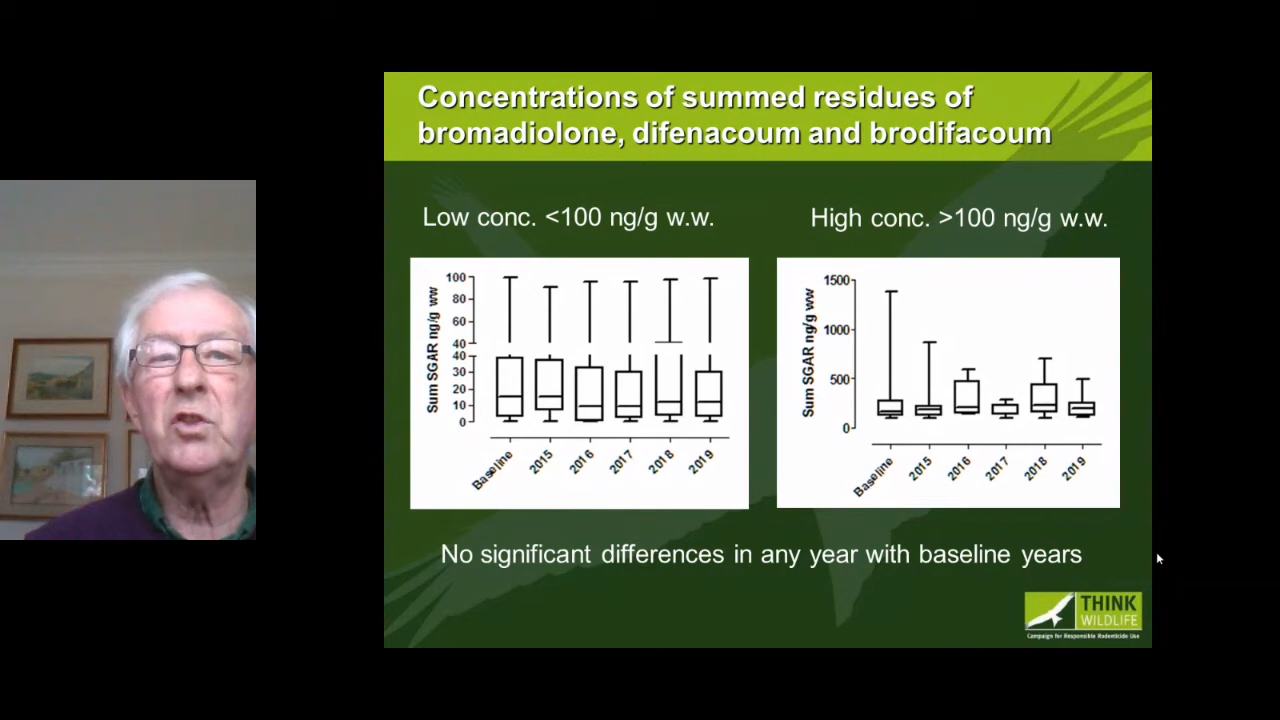 Concentrations of summed residues of
bromadiolone, difenacoum and brodifacoum
Low conc. <100 ng/g w.w.
High conc. >100 ng/g w.w.
Sum SGAR ng/g ww
100
80
60
40
40
30
20
10
0
Baseline
2015
2016
2017
2018
2019
Sum SGAR ng/g ww
1500
1000
500
0
Baseline
2015
2016
2017
2018
2019
No significant differences in any year with baseline years
THINK
WILDLIFE
Campaign for Responsible Rodenticide Use